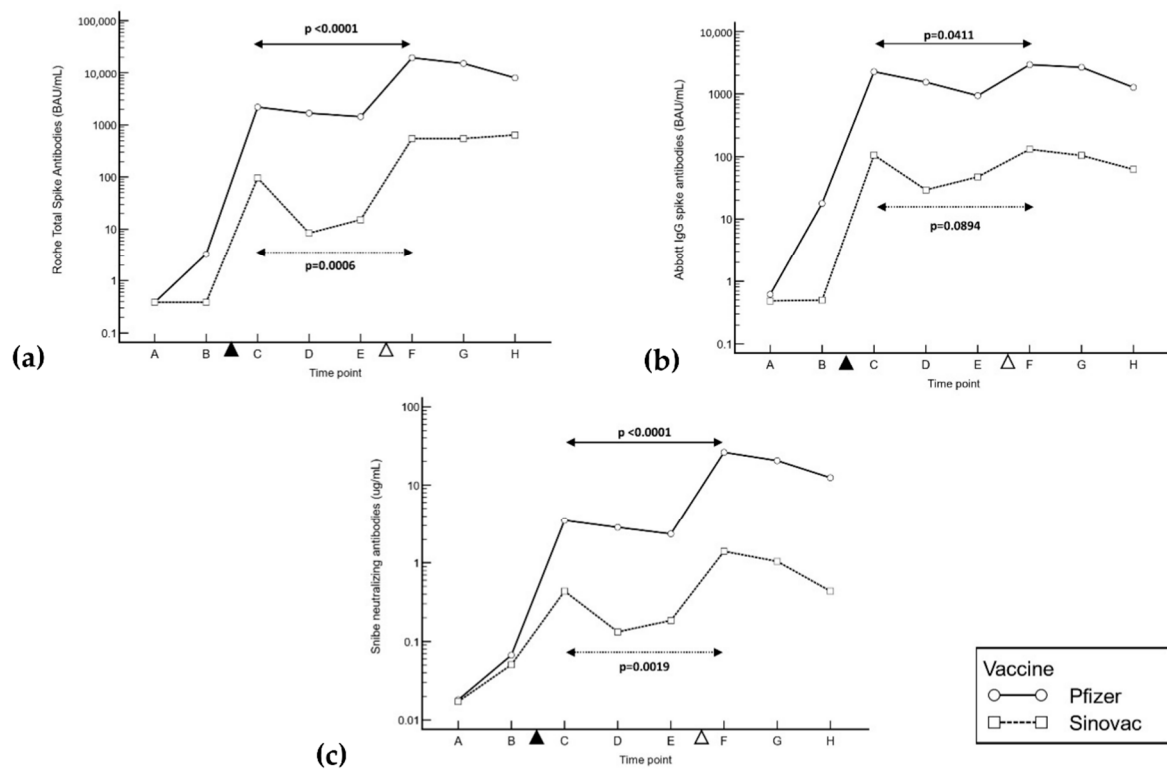 100,000
10,000
1000
100
10
1
0.1
Roche Total Spike Antibodies (BAU/mL)
p <0.0001
p=0.0006
A B C D E F G H
Time point
(a)
10,000
1000
100
10
1
0.1
Abbott IgG spike antibodies (BAU/mL)
p=0.0411
p=0.0894
A B C D E F G H
Time point
(b)
100
10
1
0.1
0.01
Snibe neutralizing antibodies (ug/mL)
p <0.0001
p=0.0019
A B C D E F G H
Time point
(c)
Vaccine
Pfizer
Sinovac